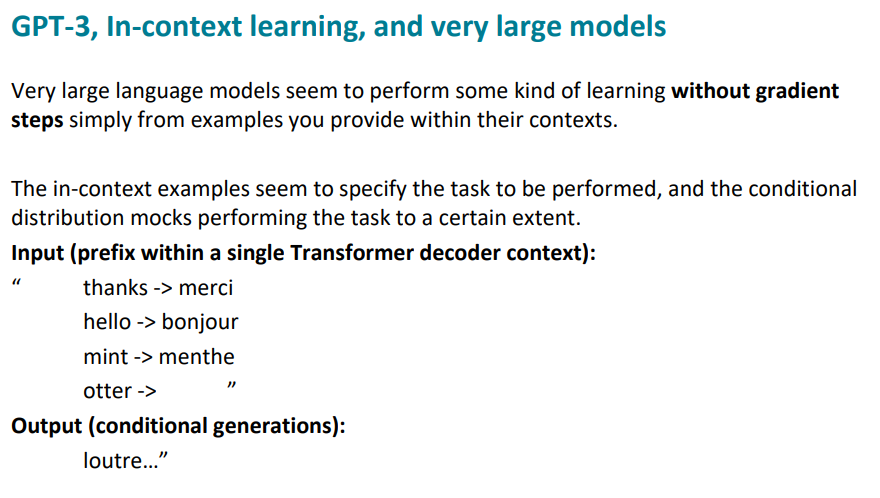 GPT-3, In-context learning, and very large models
Very large language models seem to perform some kind of learning without gradient
steps simply from examples you provide within their contexts.
The in-context examples seem to specify the task to be performed, and the conditional
distribution mocks performing the task to a certain extent.
Input (prefix within a single Transformer decoder context):
“ thanks -> merci
hello -> bonjour
mint -> menthe
otter -> ”
Output (conditional generations):
loutre…”